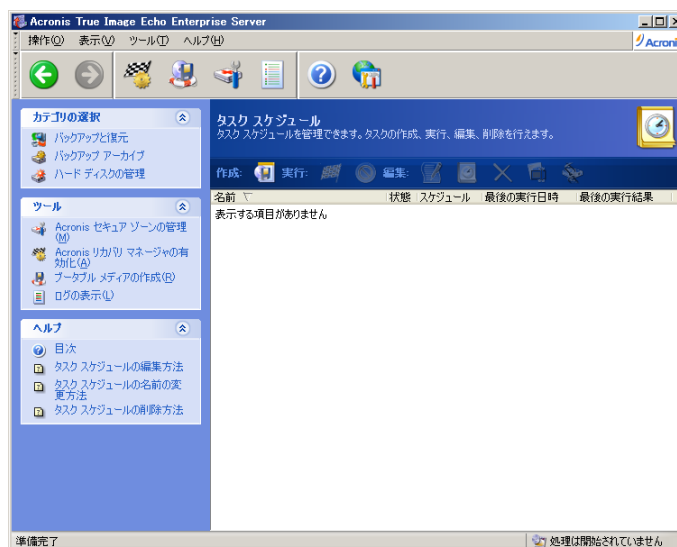 Acronis True Image Echo Enterprise Server
操作(O) 表示(V) ツール(T) ヘルプ(H)
Acroni
カテゴリの選択
バックアップと復元
バックアップ アーカイブ
ハード ディスクの管理
ツール
Acronis セキュア ゾーンの管理
(M)
Acronis リカバリ マネージャの有
効化(A)
ブータブル メディアの作成(R)
ログの表示(L)
ヘルプ
目次
タスク スケジュールの編集方法
タスク スケジュールの名前の変
更方法
タスク スケジュールの削除方法
タスク スケジュール
タスク スケジュールを管理できます。タスクの作成、実行、編集、削除を行えます。
作成: 実行: 編集:
名前 状態 スケジュール 最後の実行日時 最後の実行結果
表示する項目がありません
準備完了 処理は開始されていません